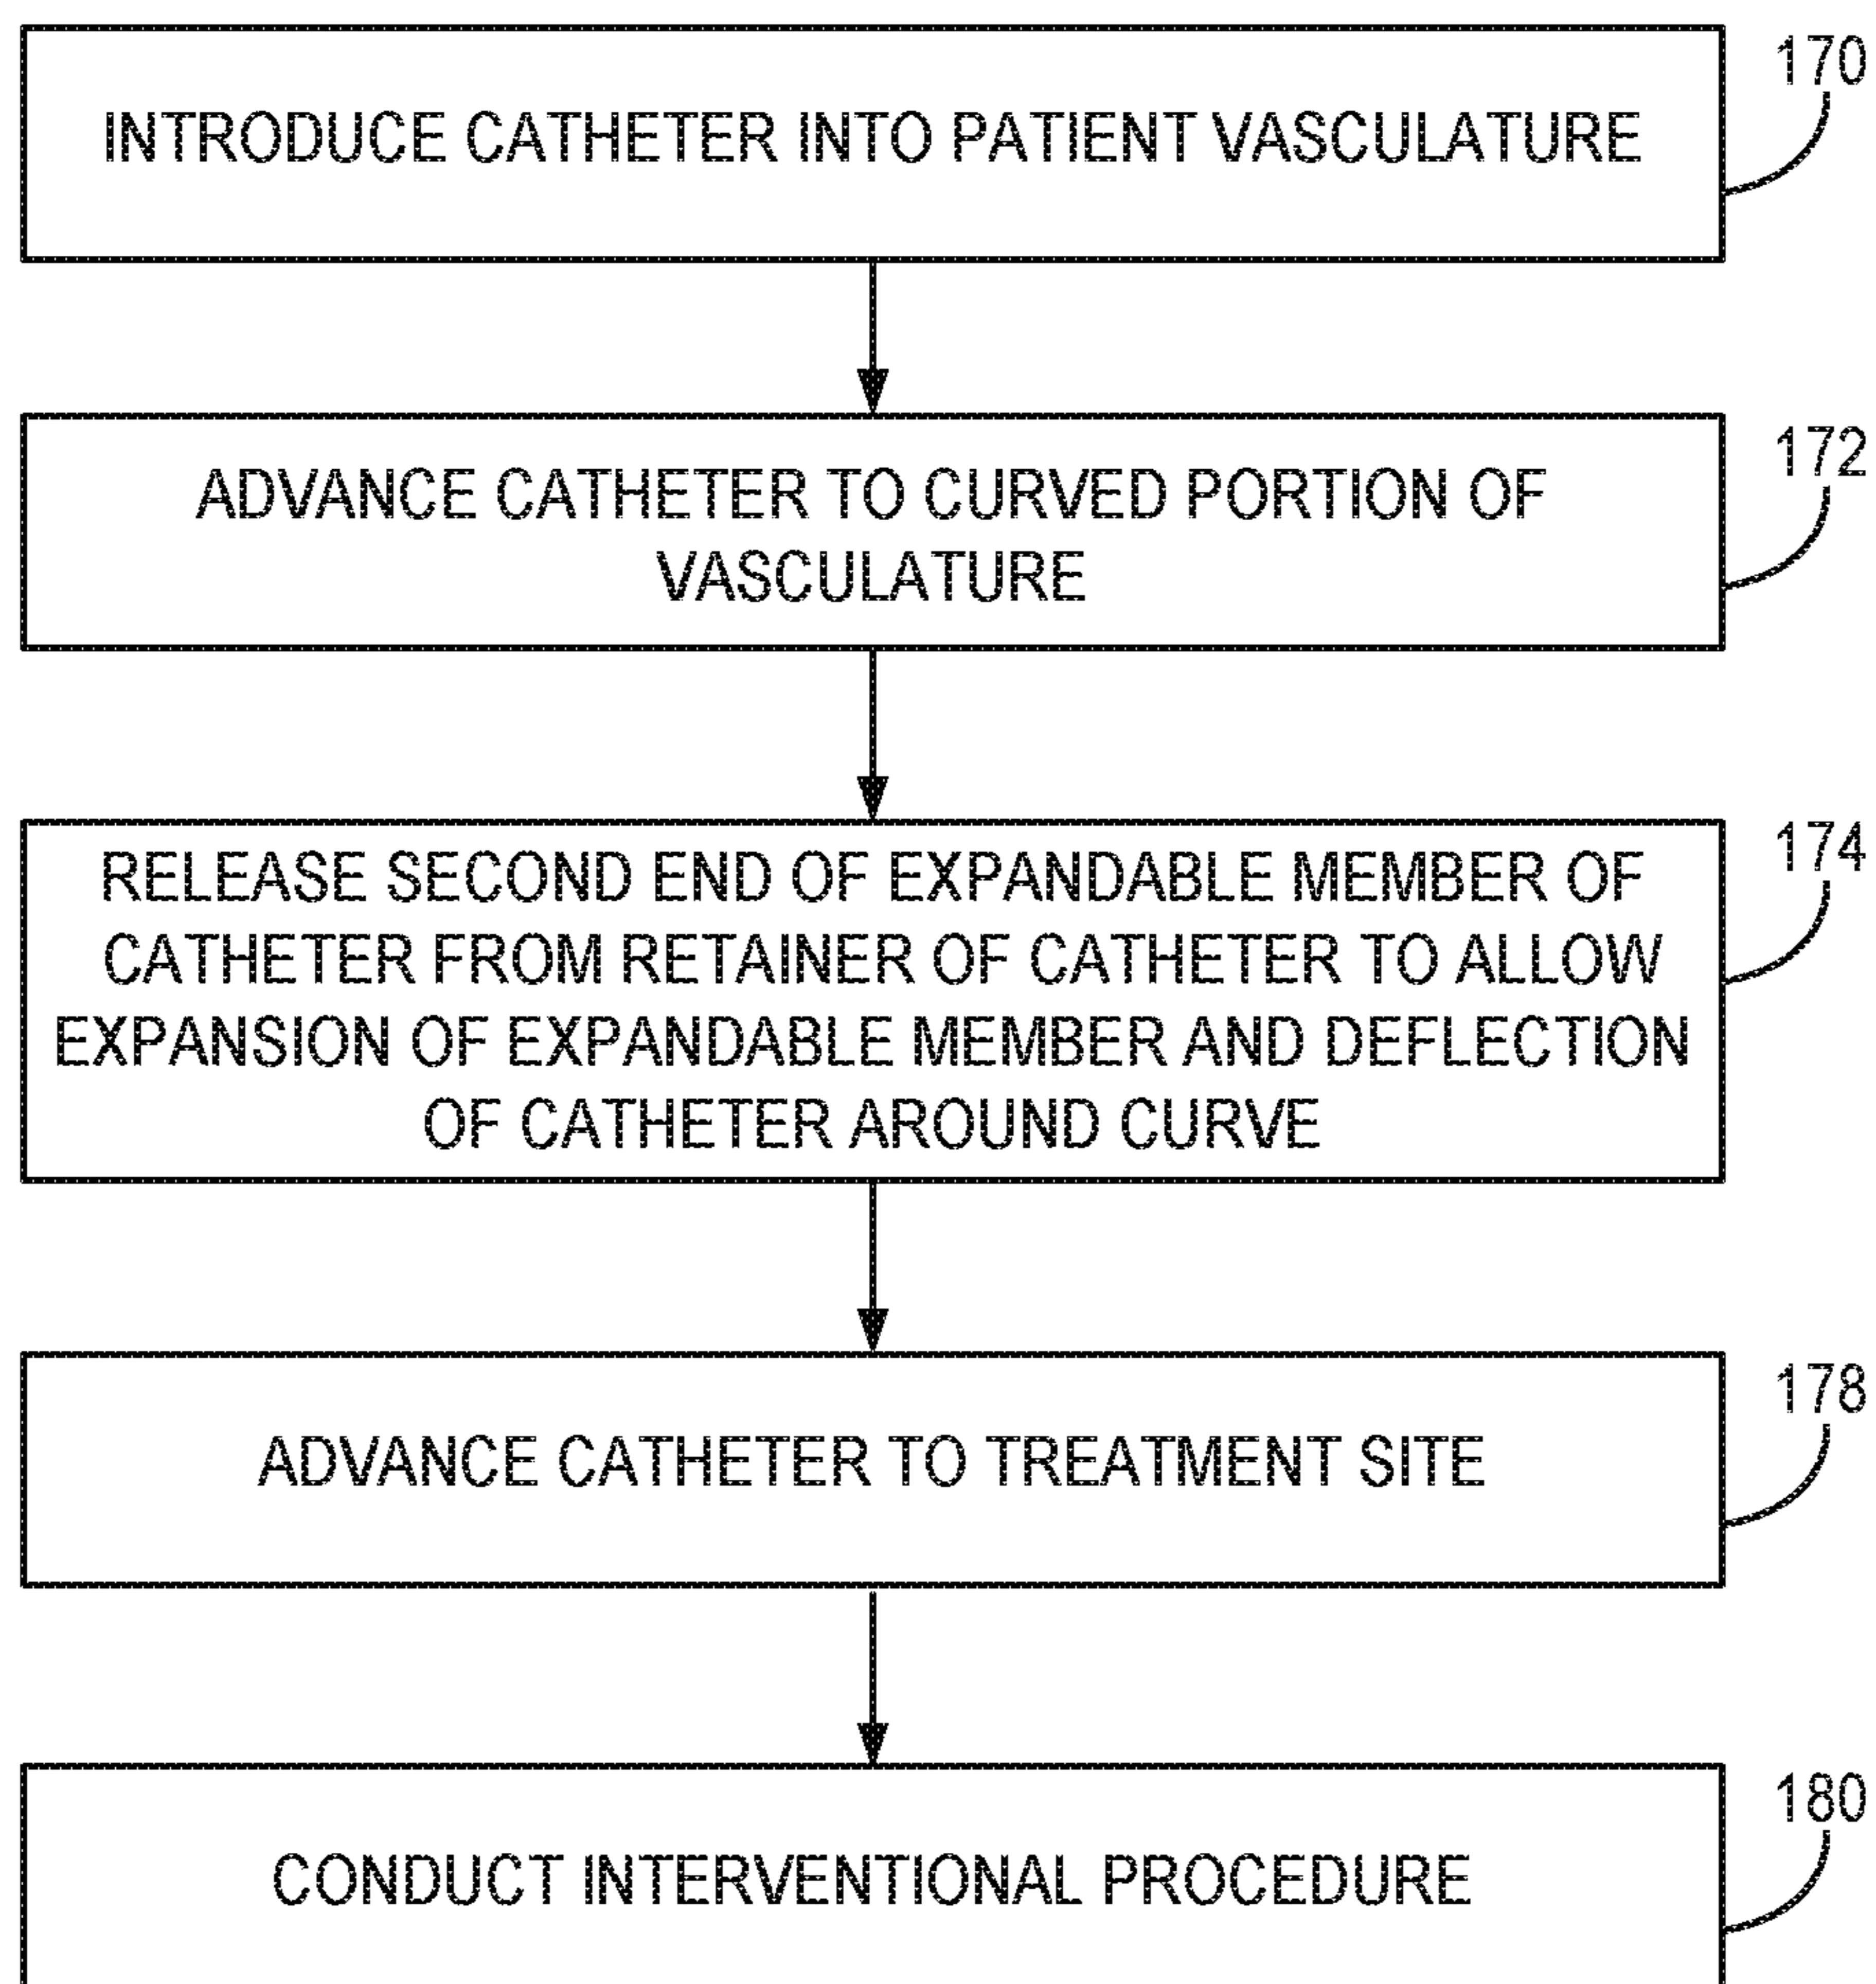 INTRODUCE CATHETER INTO PATIENT VASCULATURE
170
ADVANCE CATHETER TO CURVED PORTION OF
VASCULATURE
172
RELEASE SECOND END OF EXPANDABLE MEMBER OF
CATHETER FROM RETAINER OF CATHETER TO ALLOW
EXPANSION OF EXPANDABLE MEMBER AND DEFLECTION
OF CATHETER AROUND CURVE
174
ADVANCE CATHETER TO TREATMENT SITE
178
CONDUCT INTERVENTIONAL PROCEDURE
180